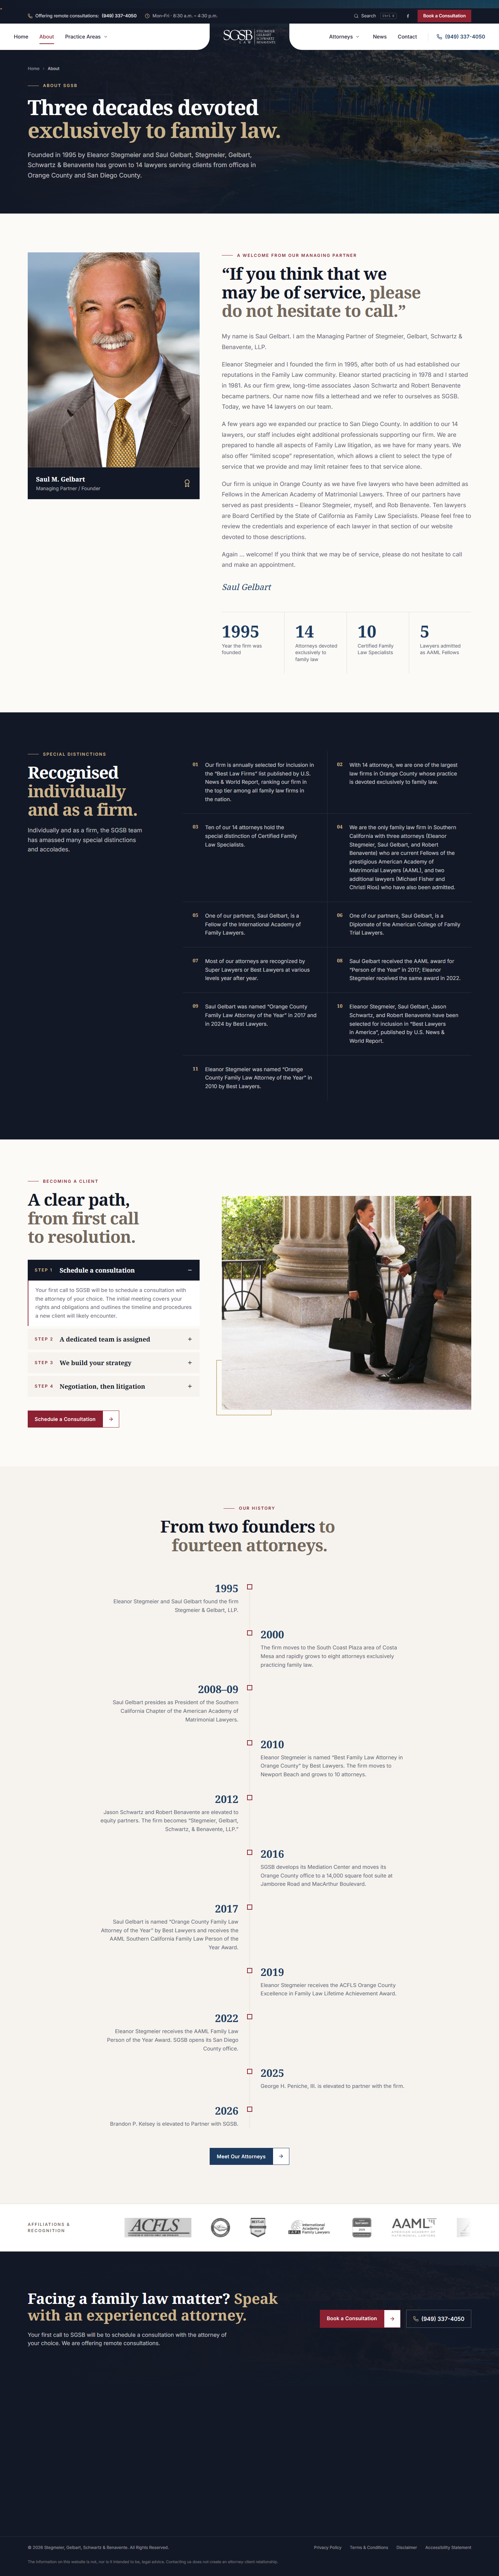 Offering remote consultations: (949) 337-4050 Mon–Fri · 8:30 a.m. – 4:30 p.m.
Search Book a Consultation
Home About Practice Areas
SGSB LAW STEGMEIER GELBART SCHWARTZ BENAVENTE
Attorneys News Contact (949) 337-4050
Home About
ABOUT SGSB
Three decades devoted
exclusively to family law.
Founded in 1995 by Eleanor Stegmeier and Saul Gelbart, Stegmeier, Gelbart,
Schwartz & Benavente has grown to 14 lawyers serving clients from offices in
Orange County and San Diego County.
Saul M. Gelbart
Managing Partner / Founder
A WELCOME FROM OUR MANAGING PARTNER
“If you think that we
may be of service, please
do not hesitate to call.”
My name is Saul Gelbart. I am the Managing Partner of Stegmeier, Gelbart, Schwartz &
Benavente, LLP.
Eleanor Stegmeier and I founded the firm in 1995, after both of us had established our
reputations in the Family Law community. Eleanor started practicing in 1978 and I started
in 1981. As our firm grew, long-time associates Jason Schwartz and Robert Benavente
became partners. Our name now fills a letterhead and we refer to ourselves as SGSB.
Today, we have 14 lawyers on our team.
A few years ago we expanded our practice to San Diego County. In addition to our 14
lawyers, our staff includes eight additional professionals supporting our firm. We are
prepared to handle all aspects of Family Law litigation, as we have for many years. We
also offer “limited scope” representation, which allows a client to select the type of
service that we provide and may limit retainer fees to that service alone.
Our firm is unique in Orange County as we have five lawyers who have been admitted as
Fellows in the American Academy of Matrimonial Lawyers. Three of our partners have
served as past presidents – Eleanor Stegmeier, myself, and Rob Benavente. Ten lawyers
are Board Certified by the State of California as Family Law Specialists. Please feel free to
review the credentials and experience of each lawyer in that section of our website
devoted to those descriptions.
Again ... welcome! If you think that we may be of service, please do not hesitate to call
and make an appointment.
Saul Gelbart
1995
Year the firm was
founded
14
Attorneys devoted
exclusively to
family law
10
Certified Family
Law Specialists
5
Lawyers admitted
as AAML Fellows
SPECIAL DISTINCTIONS
Recognised
individually
and as a firm.
Individually and as a firm, the SGSB team
has amassed many special distinctions
and accolades.
01 Our firm is annually selected for inclusion in
the “Best Law Firms” list published by U.S.
News & World Report, ranking our firm in
the top tier among all family law firms in
the nation.
02 With 14 attorneys, we are one of the largest
law firms in Orange County whose practice
is devoted exclusively to family law.
03 Ten of our 14 attorneys hold the
special distinction of Certified Family
Law Specialists.
04 We are the only family law firm in Southern
California with three attorneys (Eleanor
Stegmeier, Saul Gelbart, and Robert
Benavente) who are current Fellows of the
prestigious American Academy of
Matrimonial Lawyers (AAML), and two
additional lawyers (Michael Fisher and
Christi Rios) who have also been admitted.
05 One of our partners, Saul Gelbart, is a
Fellow of the International Academy of
Family Lawyers.
06 One of our partners, Saul Gelbart, is a
Diplomate of the American College of Family
Trial Lawyers.
07 Most of our attorneys are recognized by
Super Lawyers or Best Lawyers at various
levels year after year.
08 Saul Gelbart received the AAML award for
“Person of the Year” in 2017; Eleanor
Stegmeier received the same award in 2022.
09 Saul Gelbart was named “Orange County
Family Law Attorney of the Year” in 2017 and
in 2024 by Best Lawyers.
10 Eleanor Stegmeier, Saul Gelbart, Jason
Schwartz, and Robert Benavente have been
selected for inclusion in “Best Lawyers
in America”, published by U.S. News &
World Report.
11 Eleanor Stegmeier was named “Orange
County Family Law Attorney of the Year” in
2010 by Best Lawyers.
BECOMING A CLIENT
A clear path,
from first call
to resolution.
STEP 1 Schedule a consultation
Your first call to SGSB will be to schedule a consultation with
the attorney of your choice. The initial meeting covers your
rights and obligations and outlines the timeline and procedures
a new client will likely encounter.
STEP 2 A dedicated team is assigned
STEP 3 We build your strategy
STEP 4 Negotiation, then litigation
Schedule a Consultation
OUR HISTORY
From two founders to
fourteen attorneys.
1995
Eleanor Stegmeier and Saul Gelbart found the firm
Stegmeier & Gelbart, LLP.
2000
The firm moves to the South Coast Plaza area of Costa
Mesa and rapidly grows to eight attorneys exclusively
practicing family law.
2008–09
Saul Gelbart presides as President of the Southern
California Chapter of the American Academy of
Matrimonial Lawyers.
2010
Eleanor Stegmeier is named “Best Family Law Attorney in
Orange County” by Best Lawyers. The firm moves to
Newport Beach and grows to 10 attorneys.
2012
Jason Schwartz and Robert Benavente are elevated to
equity partners. The firm becomes “Stegmeier, Gelbart,
Schwartz, & Benavente, LLP.”
2016
SGSB develops its Mediation Center and moves its
Orange County office to a 14,000 square foot suite at
Jamboree Road and MacArthur Boulevard.
2017
Saul Gelbart is named “Orange County Family Law
Attorney of the Year” by Best Lawyers and receives the
AAML Southern California Family Law Person of the
Year Award.
2019
Eleanor Stegmeier receives the ACFLS Orange County
Excellence in Family Law Lifetime Achievement Award.
2022
Eleanor Stegmeier receives the AAML Family Law
Person of the Year Award. SGSB opens its San Diego
County office.
2025
George H. Peniche, III. is elevated to partner with the firm.
2026
Brandon P. Kelsey is elevated to Partner with SGSB.
Meet Our Attorneys
AFFILIATIONS &
RECOGNITION
ACFLS
International
Academy of
Family Lawyers
IAFL
AAML
AMERICAN ACADEMY OF
MATRIMONIAL LAWYERS
Facing a family law matter? Speak
with an experienced attorney.
Your first call to SGSB will be to schedule a consultation with the attorney of
your choice. We are offering remote consultations.
Book a Consultation (949) 337-4050
© 2026 Stegmeier, Gelbart, Schwartz & Benavente. All Rights Reserved.
Privacy Policy Terms & Conditions Disclaimer Accessibility Statement
The information on this website is not, nor is it intended to be, legal advice. Contacting us does not create an attorney-client relationship.